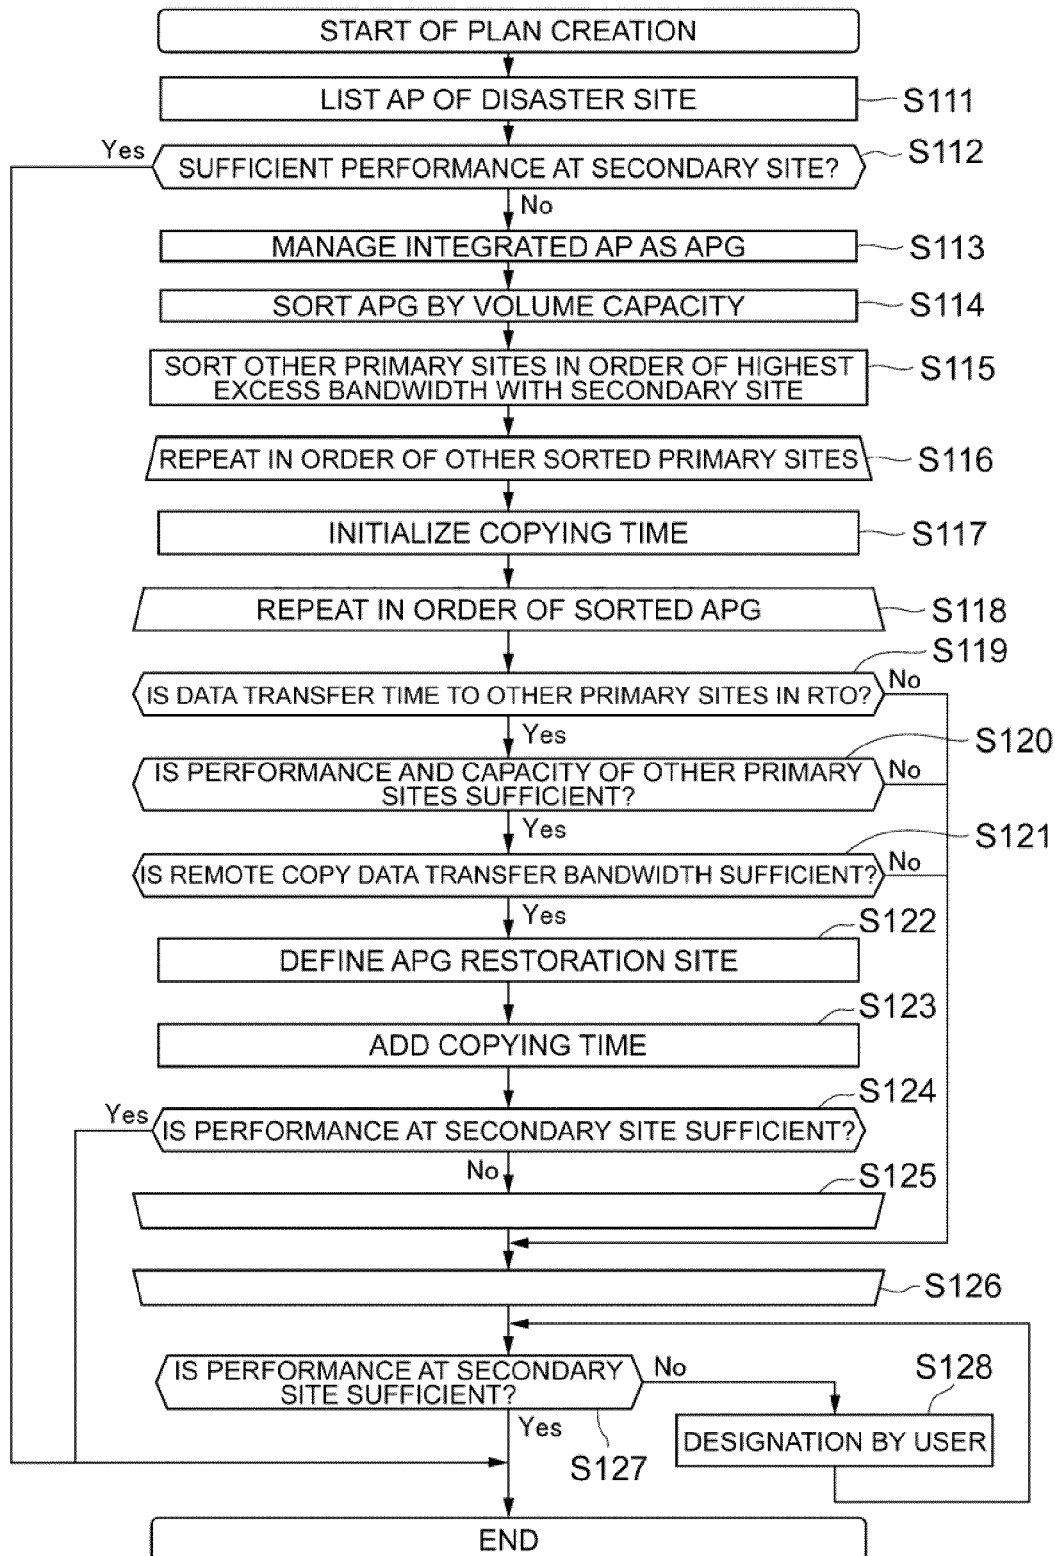 START OF PLAN CREATION
LIST AP OF DISASTER SITE
S111
Yes
SUFFICIENT PERFORMANCE AT SECONDARY SITE?
S112
No
MANAGE INTEGRATED AP AS APG
S113
SORT APG BY VOLUME CAPACITY
S114
SORT OTHER PRIMARY SITES IN ORDER OF HIGHEST
EXCESS BANDWIDTH WITH SECONDARY SITE
S115
REPEAT IN ORDER OF OTHER SORTED PRIMARY SITES
S116
INITIALIZE COPYING TIME
S117
REPEAT IN ORDER OF SORTED APG
S118
S119
IS DATA TRANSFER TIME TO OTHER PRIMARY SITES IN RTO?
No
Yes
S120
IS PERFORMANCE AND CAPACITY OF OTHER PRIMARY
SITES SUFFICIENT?
No
Yes
S121
IS REMOTE COPY DATA TRANSFER BANDWIDTH SUFFICIENT?
No
Yes
S122
DEFINE APG RESTORATION SITE
S123
ADD COPYING TIME
S124
Yes
IS PERFORMANCE AT SECONDARY SITE SUFFICIENT?
No
S125
S126
IS PERFORMANCE AT SECONDARY
SITE SUFFICIENT?
No
S128
Yes
S127
DESIGNATION BY USER
END